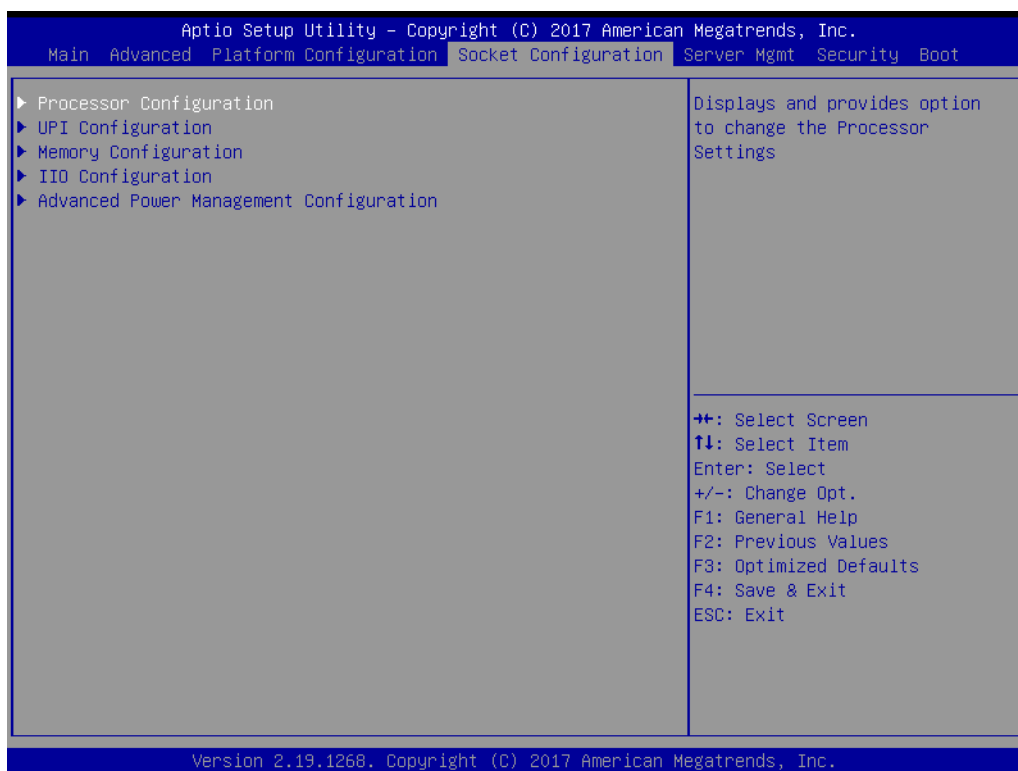 Aptio Setup Utility – Copyright (C) 2017 American Megatrends, Inc.
Main Advanced Platform Configuration Socket Configuration Server Mgmt Security Boot
▶ Processor Configuration
▶ UPI Configuration
▶ Memory Configuration
▶ IIO Configuration
▶ Advanced Power Management Configuration
Displays and provides option
to change the Processor
Settings
→←: Select Screen
↑↓: Select Item
Enter: Select
+/-: Change Opt.
F1: General Help
F2: Previous Values
F3: Optimized Defaults
F4: Save & Exit
ESC: Exit
Version 2.19.1268. Copyright (C) 2017 American Megatrends, Inc.